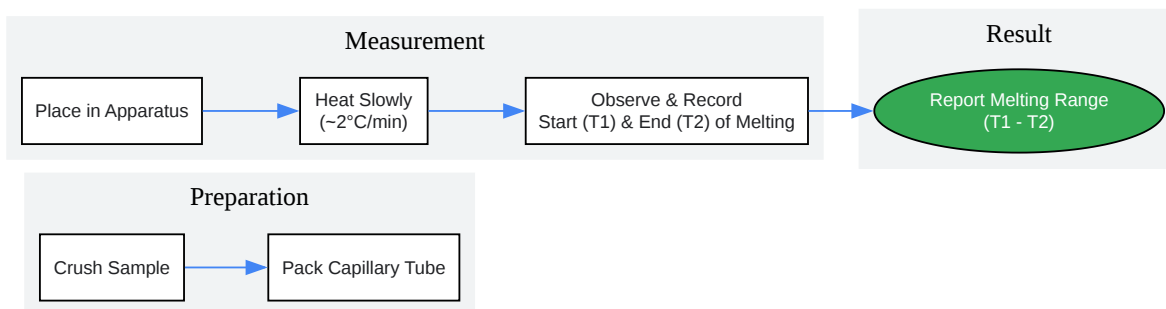 Measurement
Place in Apparatus
Heat Slowly
(~2°C/min)
Observe & Record
Start (T1) & End (T2) of Melting
Result
Report Melting Range
(T1 - T2)
Preparation
Crush Sample
Pack Capillary Tube